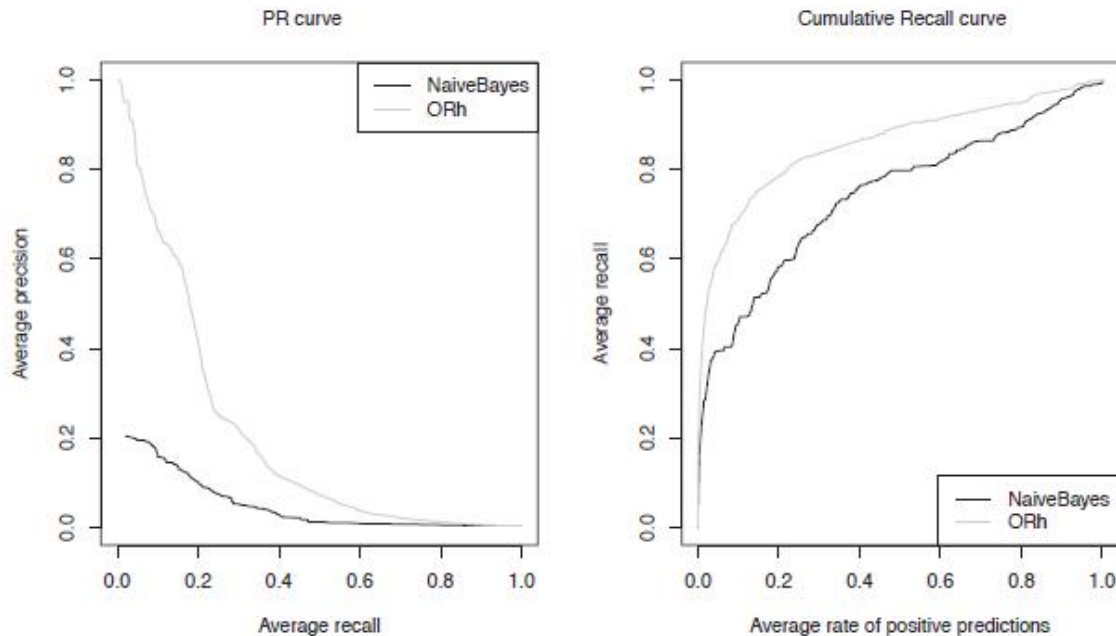 PR curve
NaiveBayes
ORh
Average precision
1.0
0.8
0.6
0.4
0.2
0.0
0.0 0.2 0.4 0.6 0.8 1.0
Average recall
Cumulative Recall curve
Average recall
1.0
0.8
0.6
0.4
0.2
0.0
NaiveBayes
ORh
0.0 0.2 0.4 0.6 0.8 1.0
Average rate of positive predictions